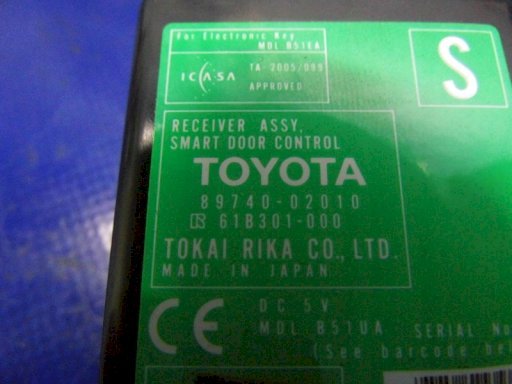 For Electronic Key
MDL B51EA
S
ICASA
TA-2005/099
APPROVED
RECEIVER ASSY,
SMART DOOR CONTROL
TOYOTA
89740-02010
61B301-000
TOKAI RIKA CO., LTD.
MADE IN JAPAN
CE
DC 5V
MDL B51UA SERIAL No
(See barcode bel